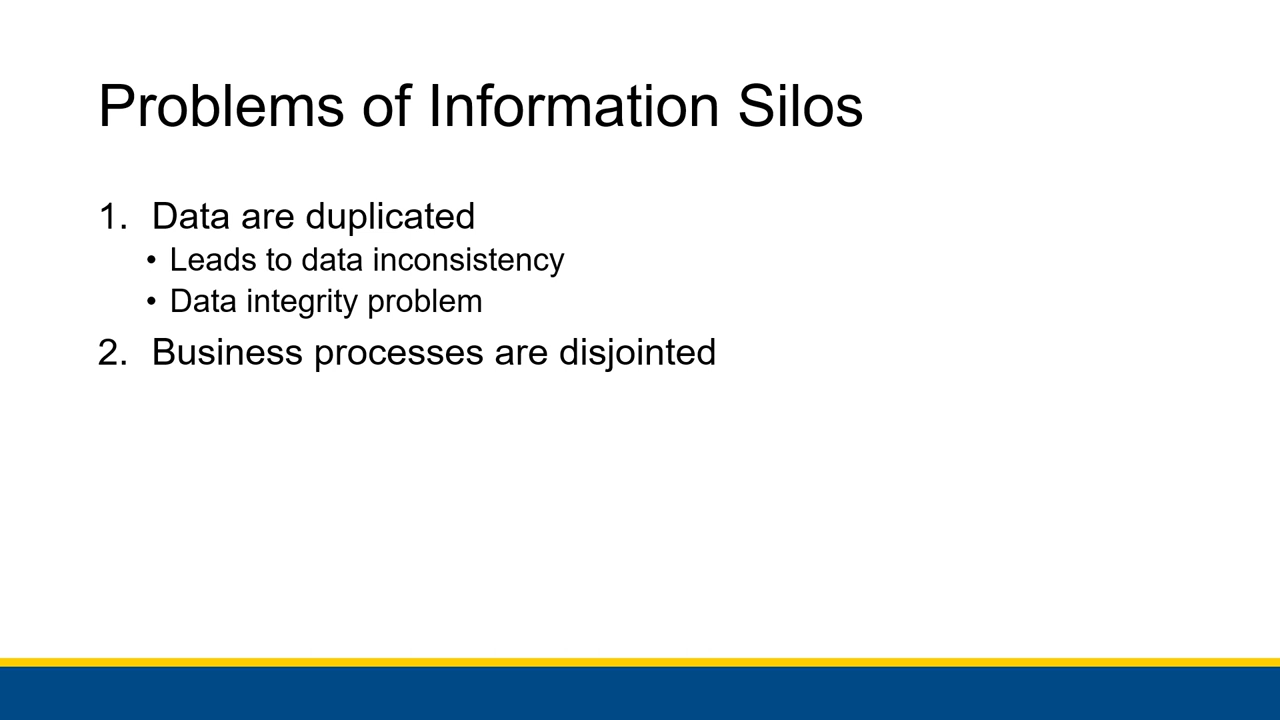 Problems of Information Silos
1. Data are duplicated
• Leads to data inconsistency
• Data integrity problem
2. Business processes are disjointed